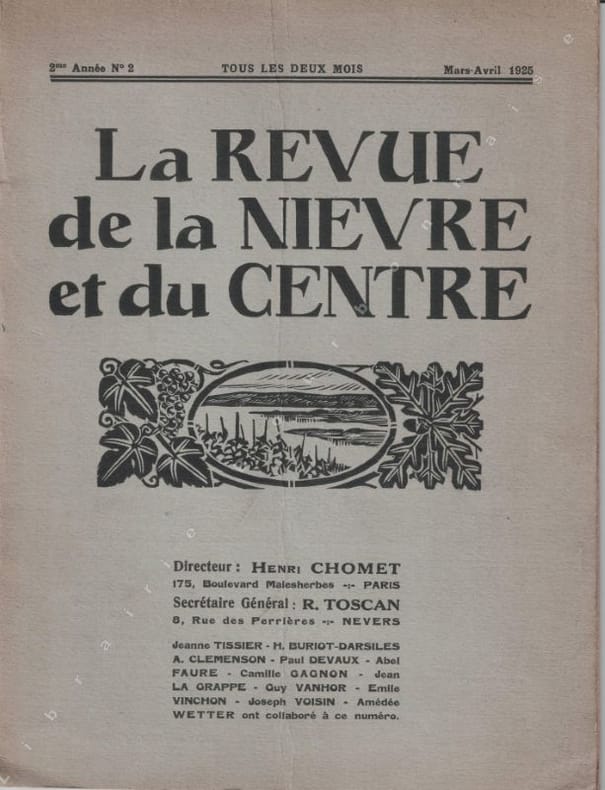 2me Année N° 2 TOUS LES DEUX MOIS Mars-Avril 1925
La REVUE
de la NIEVRE
et du CENTRE
Directeur : HENRI CHOMET
175, Boulevard Malesherbes -:- PARIS
Secrétaire Général : R. TOSCAN
8, Rue des Perrières -:- NEVERS
Jeanne TISSIER - H. BURIOT-DARSILES
A. CLEMENSON - Paul DEVAUX - Abel
FAURE - Camille GAGNON - Jean
LA GRAPPE - Guy VANHOR - Emile
VINCHON - Joseph VOISIN - Amédée
WETTER ont collaboré à ce numéro.